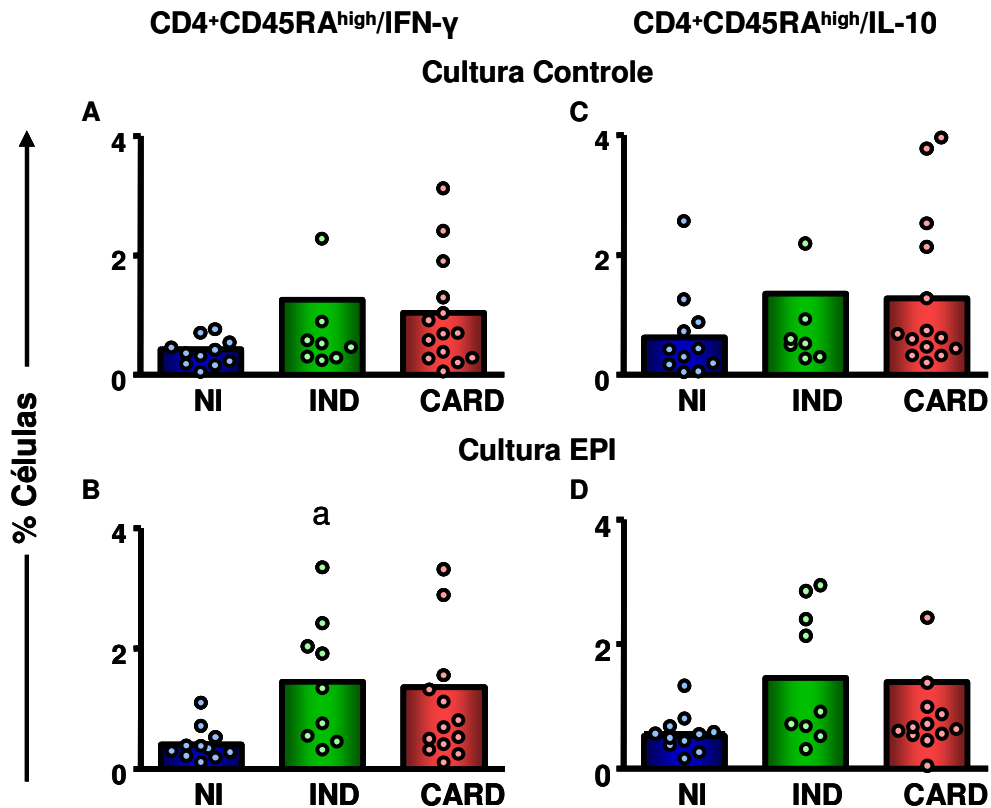 CD4+CD45RAhigh/IFN-γ
CD4+CD45RAhigh/IL-10
Cultura Controle
A
C
4
2
0
NI
IND
CARD
4
2
0
NI
IND
CARD
% Células
Cultura EPI
B
D
a
4
2
0
NI
IND
CARD
4
2
0
NI
IND
CARD